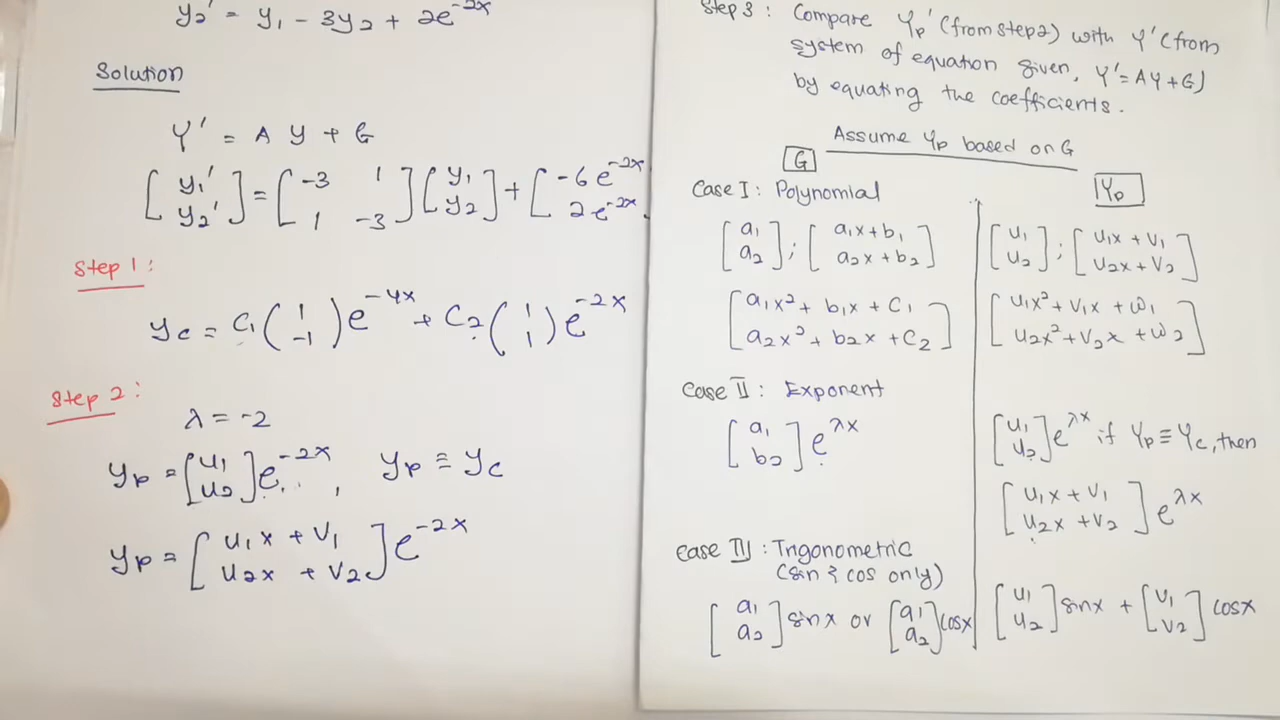 y₂' = y₁ - 3y₂ + 2e⁻²ˣ
Solution
Y' = A Y + G
[y₁' y₂'] = [-3 1 1 -3] [y₁ y₂] + [-6e⁻²ˣ 2e⁻²ˣ
Step 1:
yc = C₁ (1 -1) e⁻⁴ˣ + C₂ (1 1) e⁻²ˣ
Step 2:
λ = -2
yp = [u₁ u₂] e⁻²ˣ, yp ≡ yc
yp = [u₁x + v₁ u₂x + v₂] e⁻²ˣ
Step 3: Compare Yp' (from step 2) with Y' (from
system of equation given, Y' = AY + G)
by equating the coefficients.
Assume Yp based on G
G
Yp
Case I: Polynomial
[a₁ a₂]; [a₁x + b₁ a₂x + b₂]
[u₁ u₂]; [u₁x + v₁ u₂x + v₂]
[a₁x² + b₁x + c₁ a₂x² + b₂x + c₂]
[u₁x² + v₁x + w₁ u₂x² + v₂x + w₂]
Case II: Exponent
[a₁ b₂] e^λx
[u₁ u₂] e^λx if Yp ≡ Yc, then
[u₁x + v₁ u₂x + v₂] e^λx
Case III: Trigonometric
(sin & cos only)
[a₁ a₂] sinx or [a₁ a₂] cosx
[u₁ u₂] sinx + [v₁ v₂] cosx